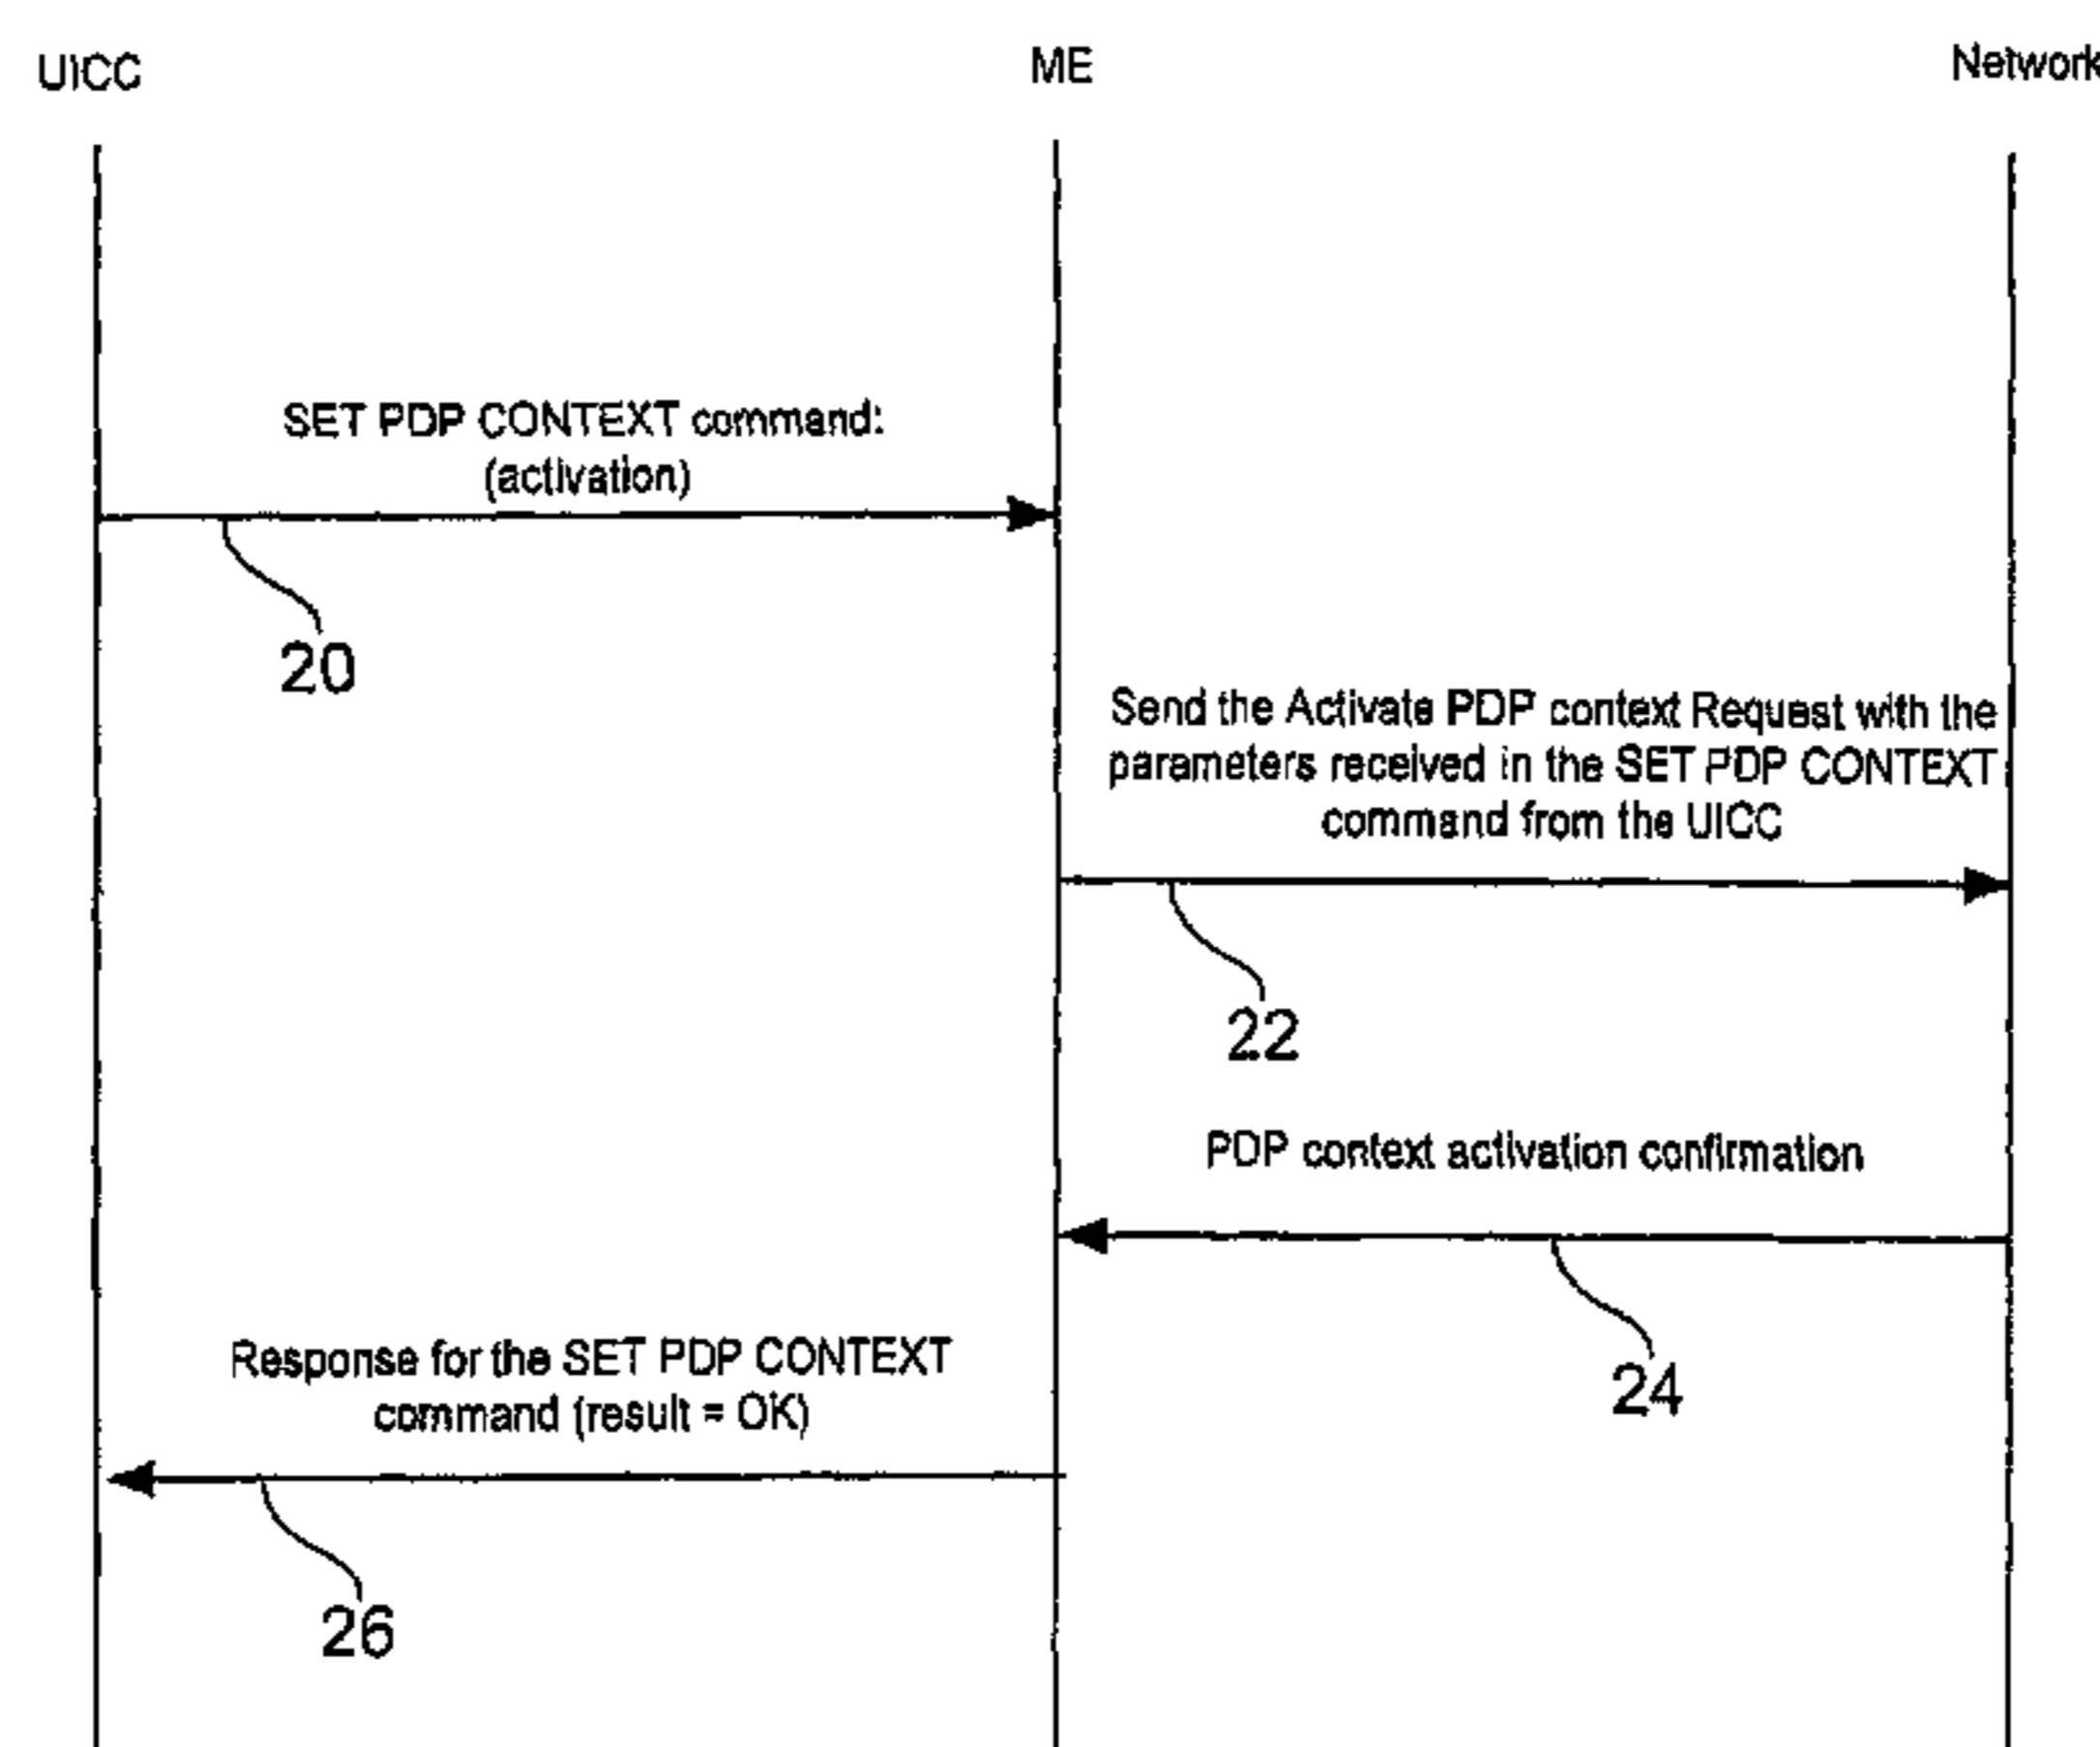 UICC
ME
Network
SET PDP CONTEXT command:
(activation)
20
Send the Activate PDP context Request with the
parameters received in the SET PDP CONTEXT
command from the UICC
22
PDP context activation confirmation
24
Response for the SET PDP CONTEXT
command (result = OK)
26